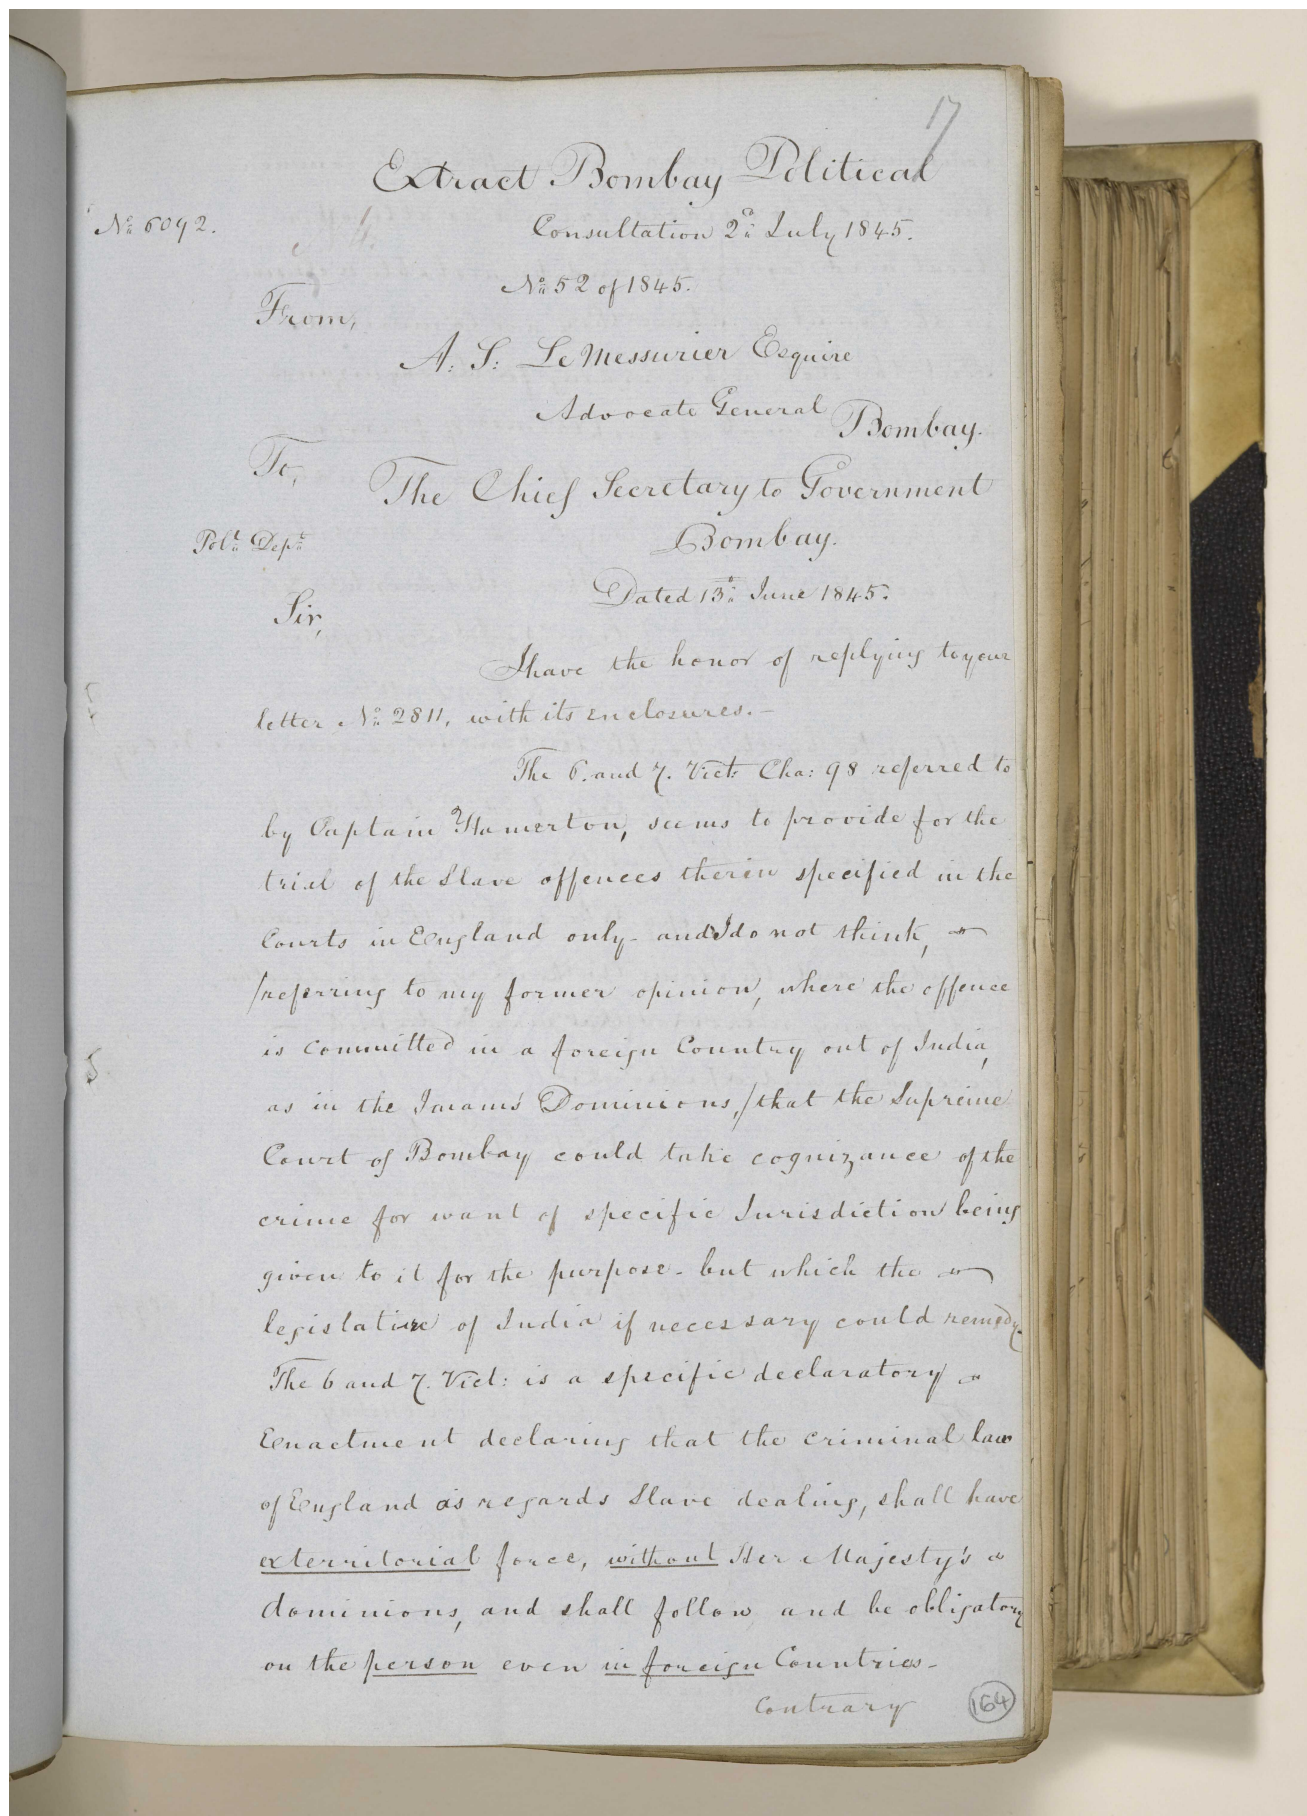 17
Extract Bombay Political
No. 6092.
Consultation 2d. July 1845.
No. 52 of 1845.
From,
A: S: LeMessurier Esquire
Advocate General
Bombay.
To,
The Chief Secretary to Government
Pol: Dept.
Bombay.
Dated 13th. June 1845.
Sir,
I have the honor of replying to your
letter No. 2811, with its enclosures.-
The 6. and 7. Vict: Cha: 98 referred to
by Captain Hamerton, seems to provide for the
trial of the Slave offences therein specified in the
Courts in England only - and I do not think,
/referring to my former opinion, where the offence
is committed in a foreign Country out of India,
as in the Imam's Dominions,/ that the Supreme
Court of Bombay could take cognizance of the
crime for want of specific Jurisdiction being
given to it for the purpose - but which the
legislature of India if necessary could remedy.
The 6 and 7. Vict: is a specific declaratory
Enactment declaring that the criminal law
of England as regards Slave dealing, shall have
exterritorial force, without Her Majesty's
dominions, and shall follow and be obligatory
on the person even in foreign Countries -
Contrary
164